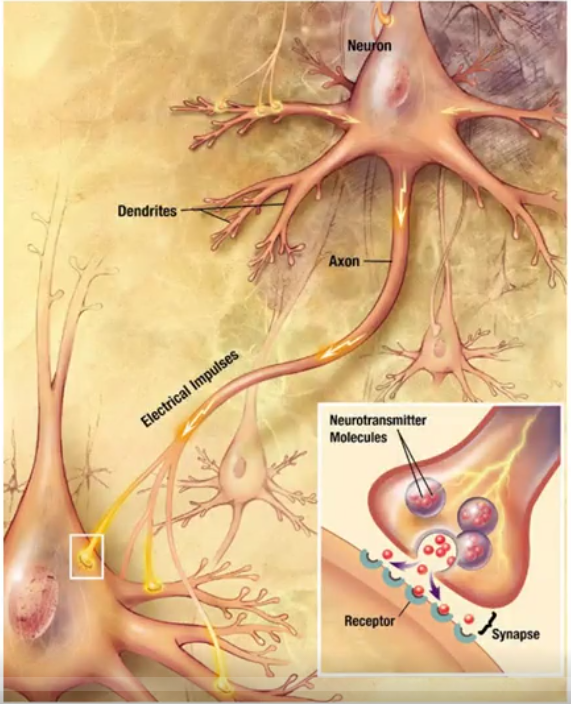 Neuron
Dendrites
Axon
Electrical Impulses
Neurotransmitter
Molecules
Receptor
Synapse